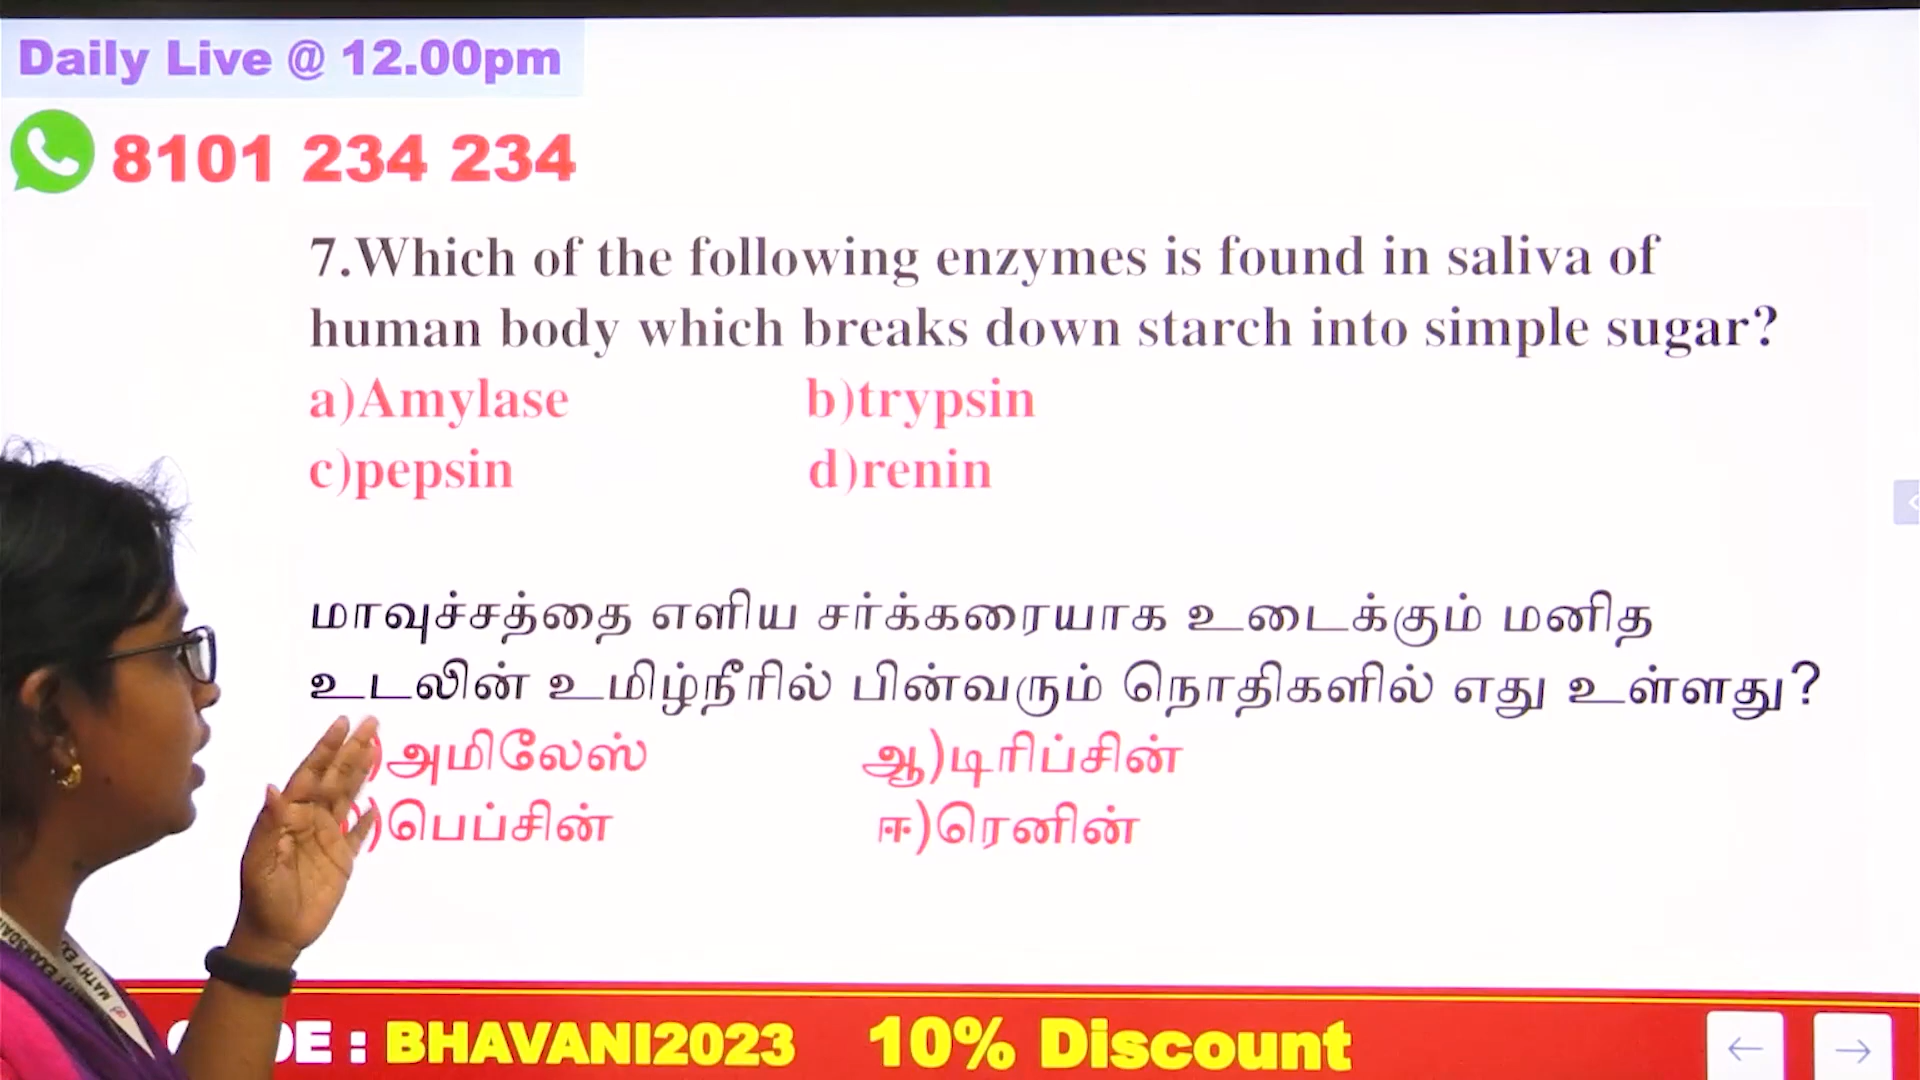 Daily Live @ 12.00pm
8101 234 234
7.Which of the following enzymes is found in saliva of
human body which breaks down starch into simple sugar?
a)Amylase b)trypsin
c)pepsin d)renin
மாவுச்சத்தை எளிய சர்க்கரையாக உடைக்கும் மனித
உடலின் உமிழ்நீரில் பின்வரும் நொதிகளில் எது உள்ளது?
)அமிலேஸ் ஆ)டிரிப்சின்
)பெப்சின் ஈ)ரெனின்
DE : BHAVANI2023 10% Discount